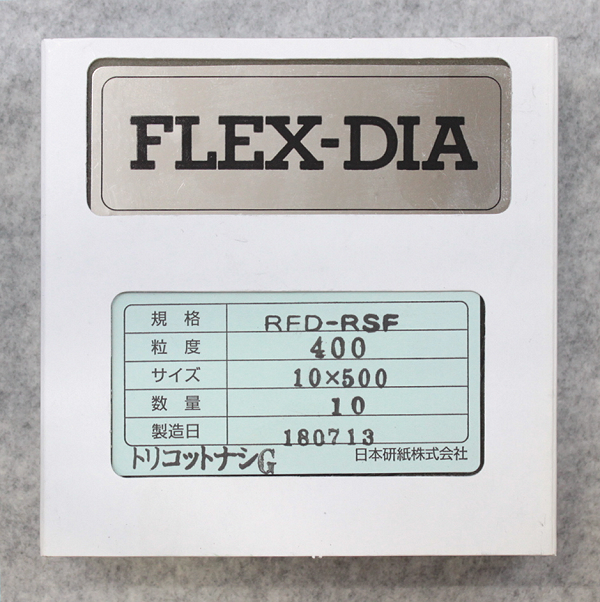 FLEX-DIA
規格 RFD-RSF
粒度 400
サイズ 10×500
数量 10
製造日 180713
トリコットナシG 日本研紙株式会社